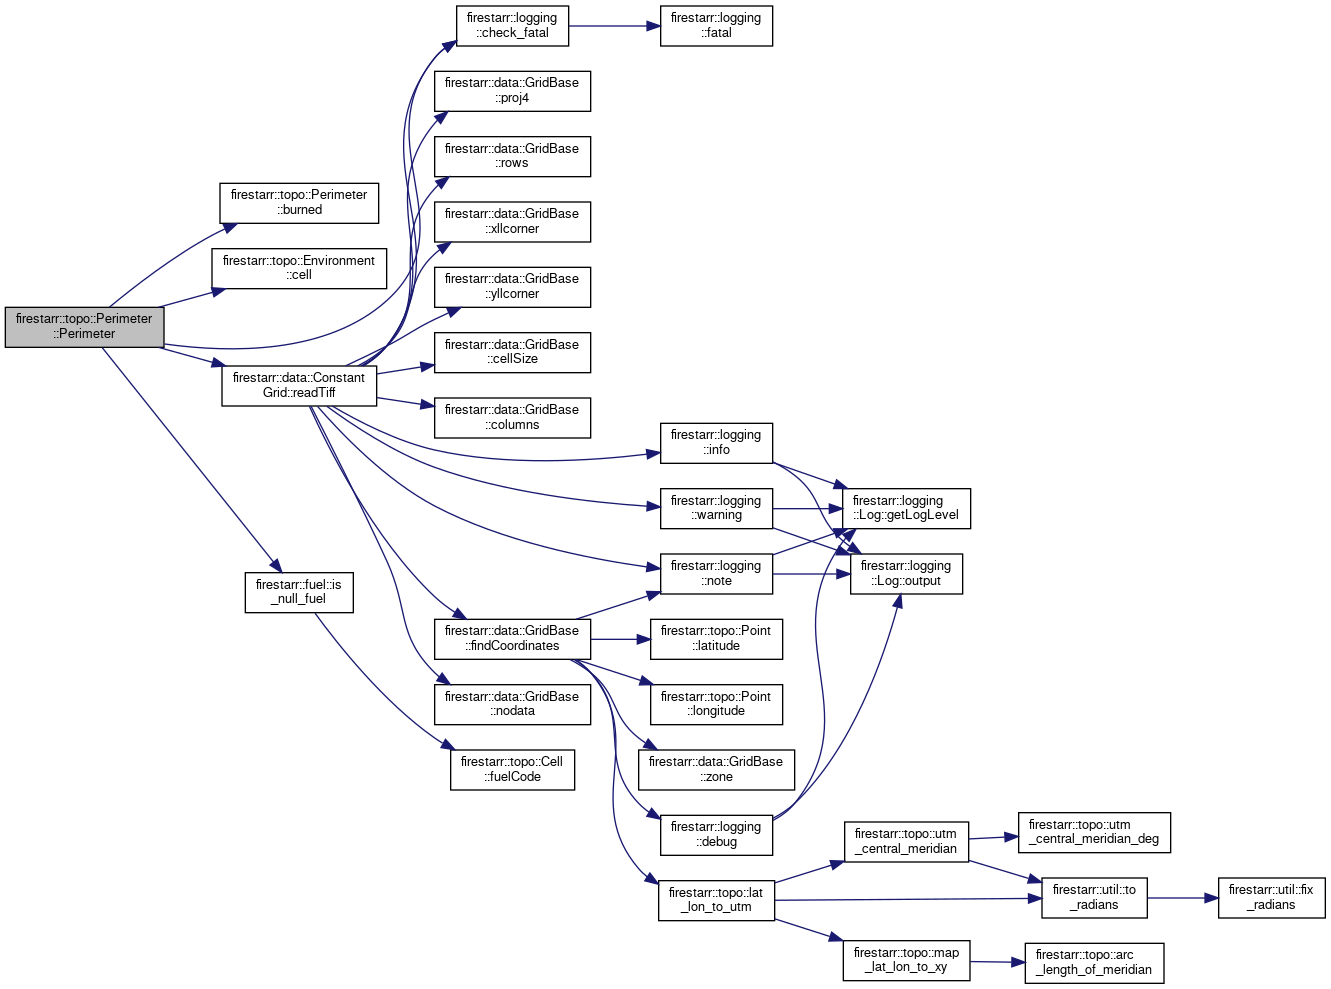 firestarr::logging
::check_fatal
firestarr::logging
::fatal
firestarr::data::GridBase
::proj4
firestarr::data::GridBase
::rows
firestarr::topo::Perimeter
::burned
firestarr::data::GridBase
::xllcorner
firestarr::topo::Environment
::cell
firestarr::data::GridBase
::yllcorner
firestarr::topo::Perimeter
::Perimeter
firestarr::data::GridBase
::cellSize
firestarr::data::Constant
Grid::readTiff
firestarr::data::GridBase
::columns
firestarr::logging
::info
firestarr::logging
::warning
firestarr::logging
::Log::getLogLevel
firestarr::logging
::note
firestarr::logging
::Log::output
firestarr::fuel::is
_null_fuel
firestarr::data::GridBase
::findCoordinates
firestarr::topo::Point
::latitude
firestarr::data::GridBase
::nodata
firestarr::topo::Point
::longitude
firestarr::topo::Cell
::fuelCode
firestarr::data::GridBase
::zone
firestarr::logging
::debug
firestarr::topo::utm
_central_meridian
firestarr::topo::utm
_central_meridian_deg
firestarr::topo::lat
_lon_to_utm
firestarr::util::to
_radians
firestarr::util::fix
_radians
firestarr::topo::map
_lat_lon_to_xy
firestarr::topo::arc
_length_of_meridian